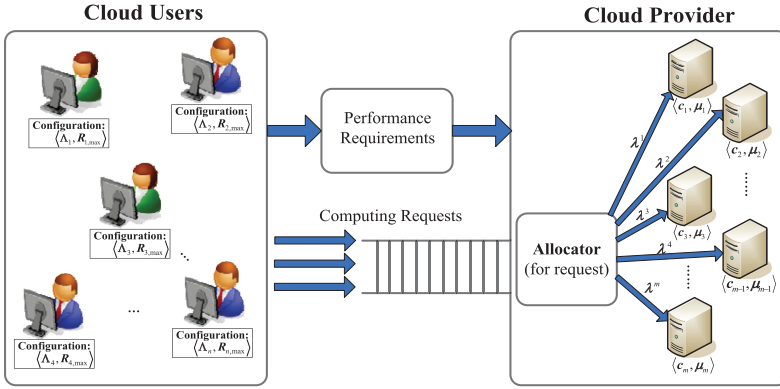 Cloud Users
Cloud Provider
Configuration:
⟨Λ₁, R₁,max⟩
Configuration:
⟨Λ₂, R₂,max⟩
Configuration:
⟨Λ₃, R₃,max⟩
Configuration:
⟨Λ₄, R₄,max⟩
...
Configuration:
⟨Λₙ, Rₙ,max⟩
Performance
Requirements
Computing Requests
Allocator
(for request)
λ¹
λ²
λ³
λ⁴
λᵐ
⟨c₁, μ₁⟩
⟨c₂, μ₂⟩
⟨c₃, μ₃⟩
⟨cₘ₋₁, μₘ₋₁⟩
⟨cₘ, μₘ⟩